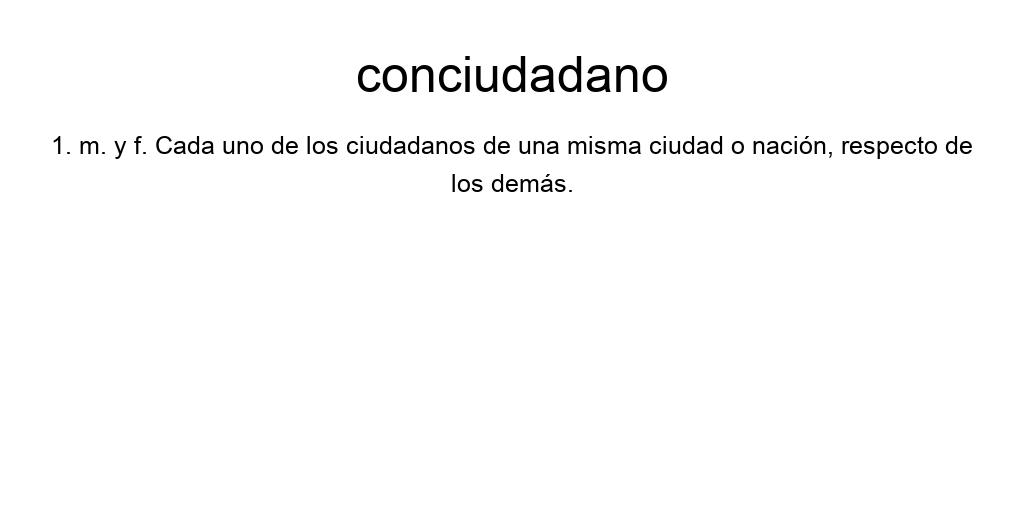 conciudadano
1. m. y f. Cada uno de los ciudadanos de una misma ciudad o nación, respecto de
los demás.